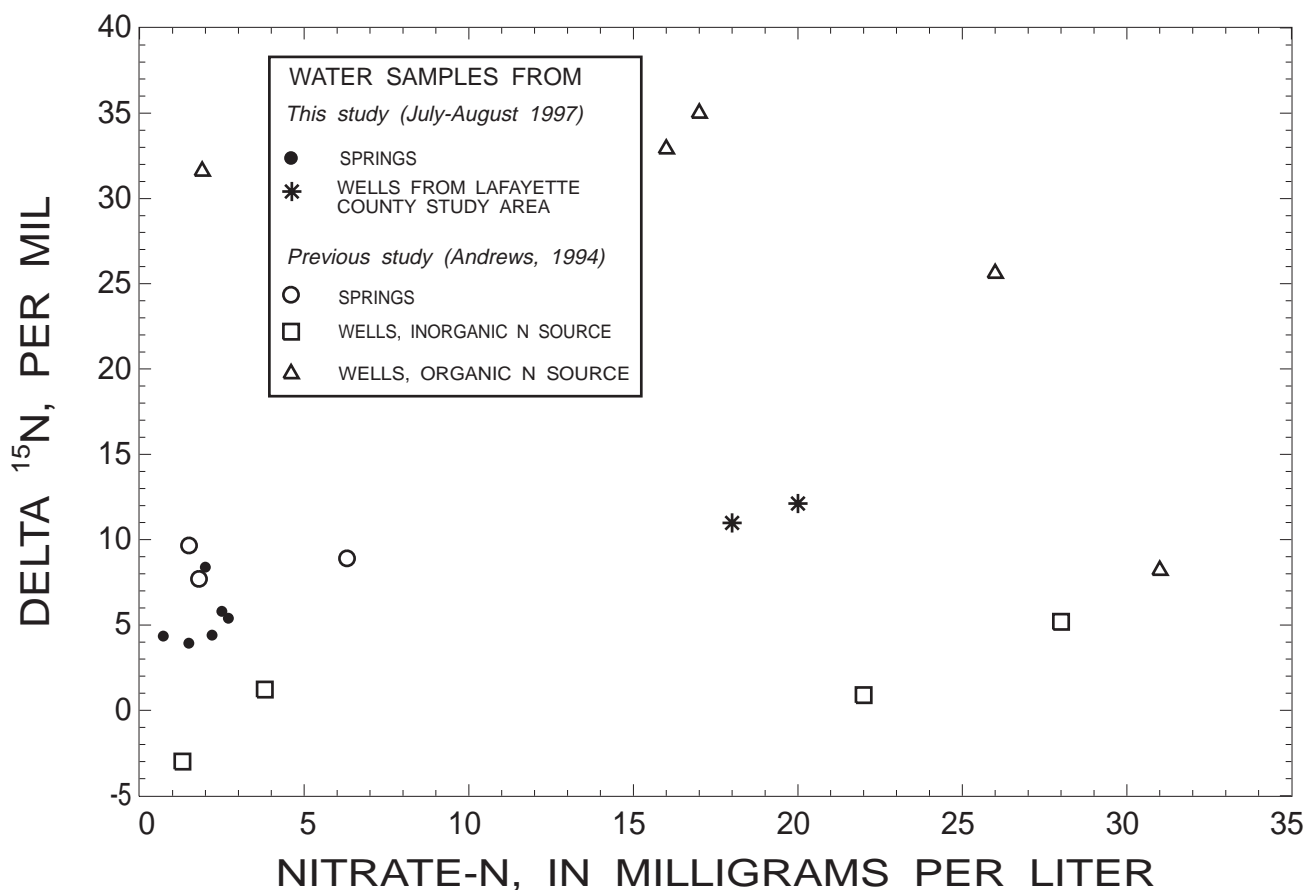 40
35
30
25
20
15
10
5
0
-5
DELTA ¹⁵N, PER MIL
WATER SAMPLES FROM
This study (July-August 1997)
SPRINGS
WELLS FROM LAFAYETTE
COUNTY STUDY AREA
Previous study (Andrews, 1994)
SPRINGS
WELLS, INORGANIC N SOURCE
WELLS, ORGANIC N SOURCE
0 5 10 15 20 25 30 35
NITRATE-N, IN MILLIGRAMS PER LITER